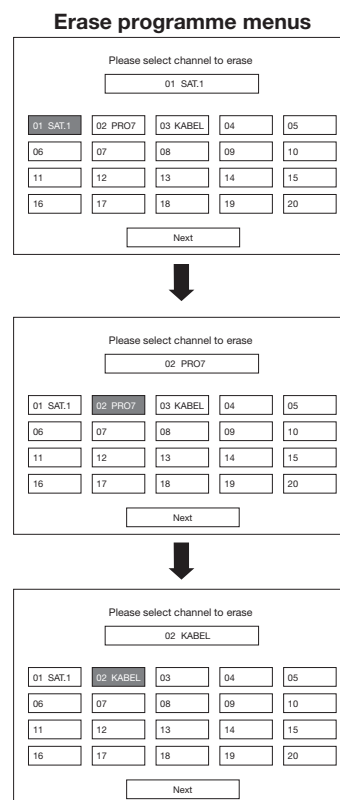 Erase programme menus
Please select channel to erase
01 SAT.1
01 SAT.1 02 PRO7 03 KABEL 04 05
06 07 08 09 10
11 12 13 14 15
16 17 18 19 20
Next
Please select channel to erase
02 PRO7
01 SAT.1 02 PRO7 03 KABEL 04 05
06 07 08 09 10
11 12 13 14 15
16 17 18 19 20
Next
Please select channel to erase
02 KABEL
01 SAT.1 02 KABEL 03 04 05
06 07 08 09 10
11 12 13 14 15
16 17 18 19 20
Next